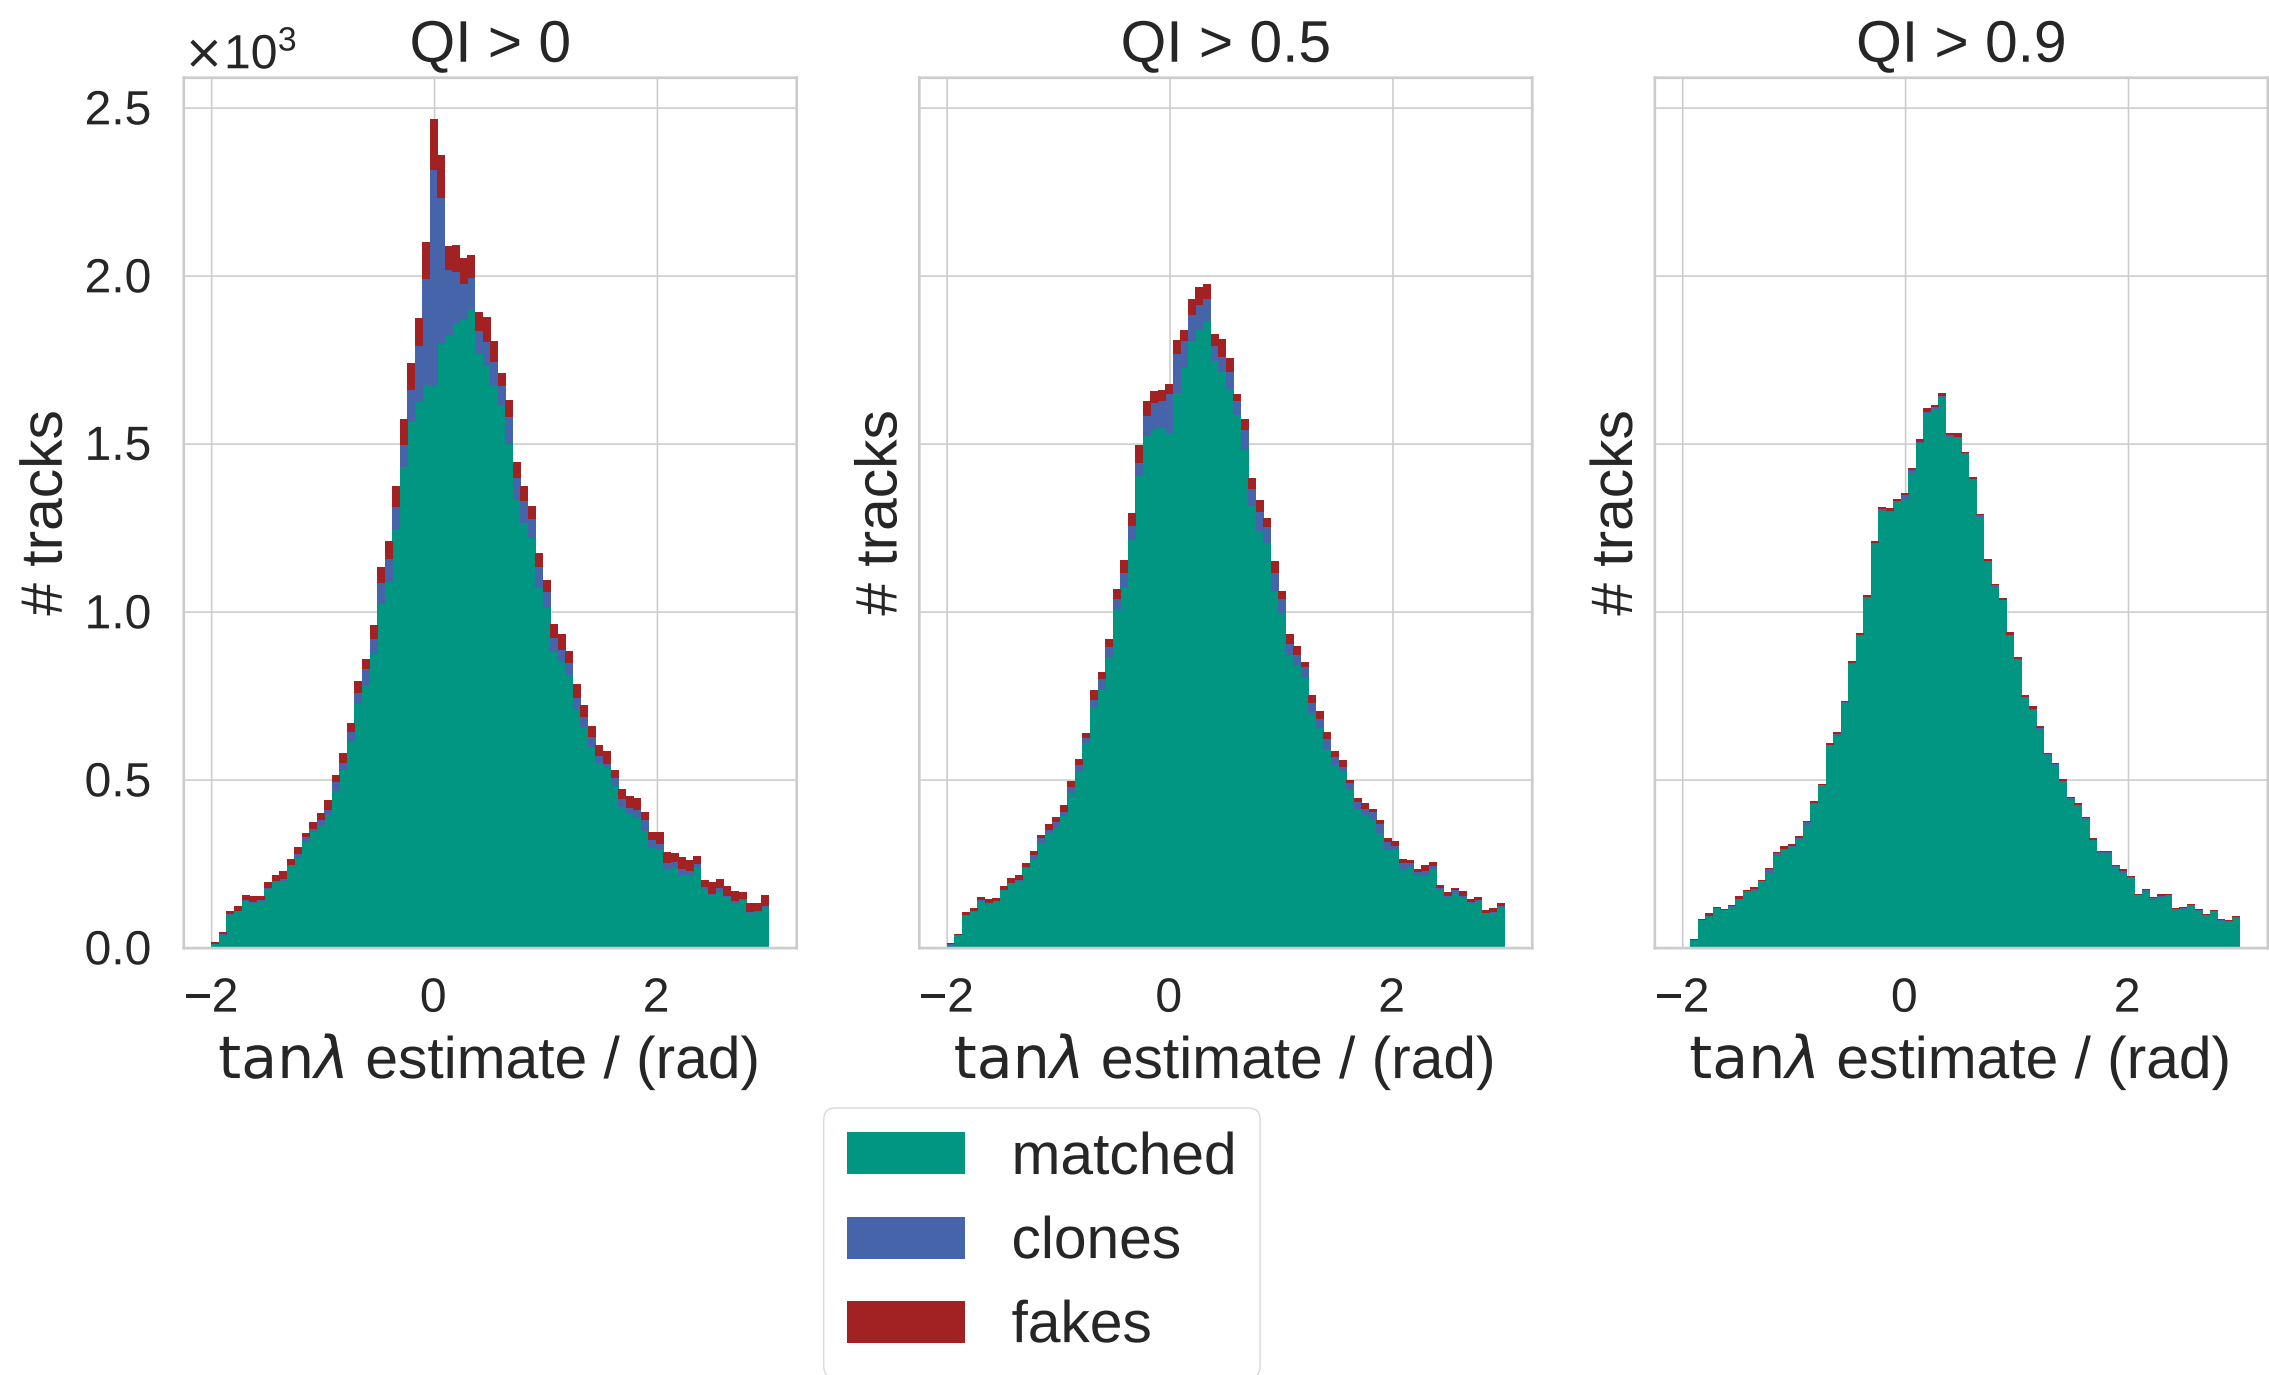 ×10³ QI > 0 QI > 0.5 QI > 0.9
2.5
2.0
1.5
1.0
0.5
0.0
# tracks # tracks # tracks
−2 0 2 −2 0 2 −2 0 2
tanλ estimate / (rad) tanλ estimate / (rad) tanλ estimate / (rad)
matched
clones
fakes